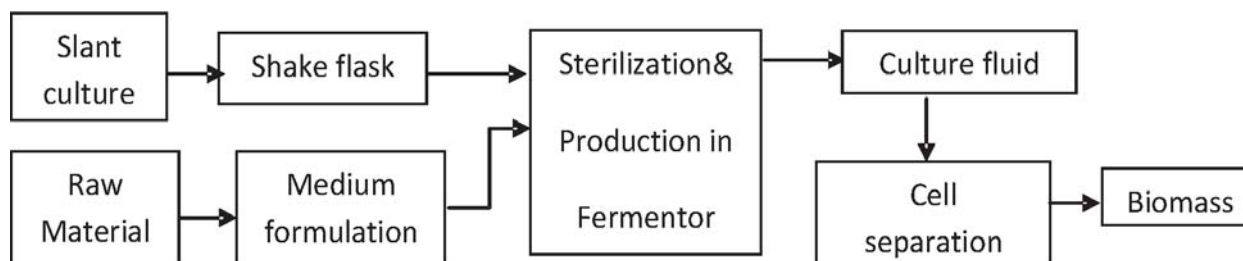 Slant
culture
Shake flask
Sterilization&
Production in
Fermentor
Culture fluid
Raw
Material
Medium
formulation
Cell
separation
Biomass